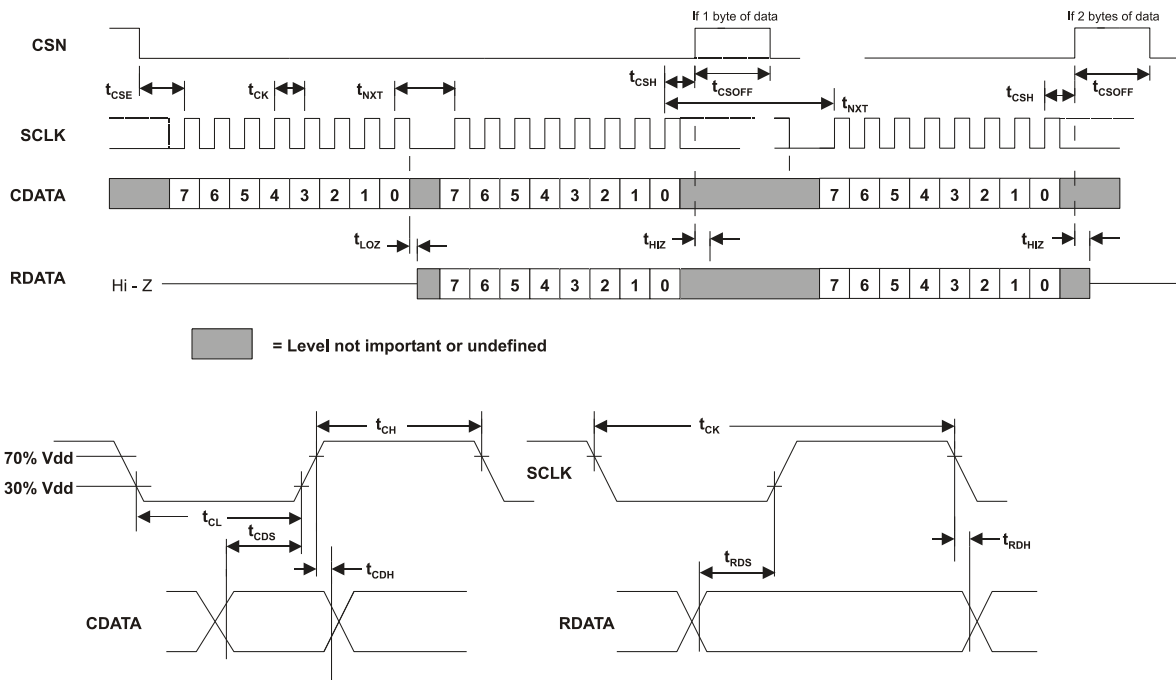 If 1 byte of data
If 2 bytes of data
CSN
tCSE
tCK
tNXT
tCSH
tCSOFF
tNXT
tCSH
tCSOFF
SCLK
CDATA
7 6 5 4 3 2 1 0
7 6 5 4 3 2 1 0
7 6 5 4 3 2 1 0
tLOZ
tHIZ
tHIZ
RDATA
Hi - Z
7 6 5 4 3 2 1 0
7 6 5 4 3 2 1 0
= Level not important or undefined
tCH
tCK
70% Vdd
30% Vdd
SCLK
tCL
tCDS
tCDH
tRDS
tRDH
CDATA
RDATA